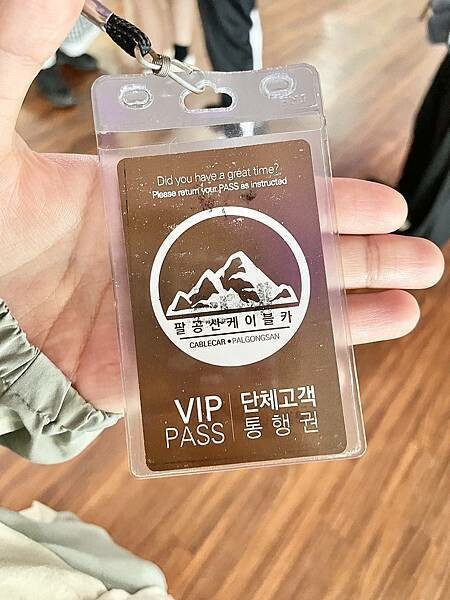 Did you have a great time?
Please return your PASS as instructed
팔공산케이블카
CABLECAR ● PALGONGSAN
VIP
PASS
단체고객
통행권